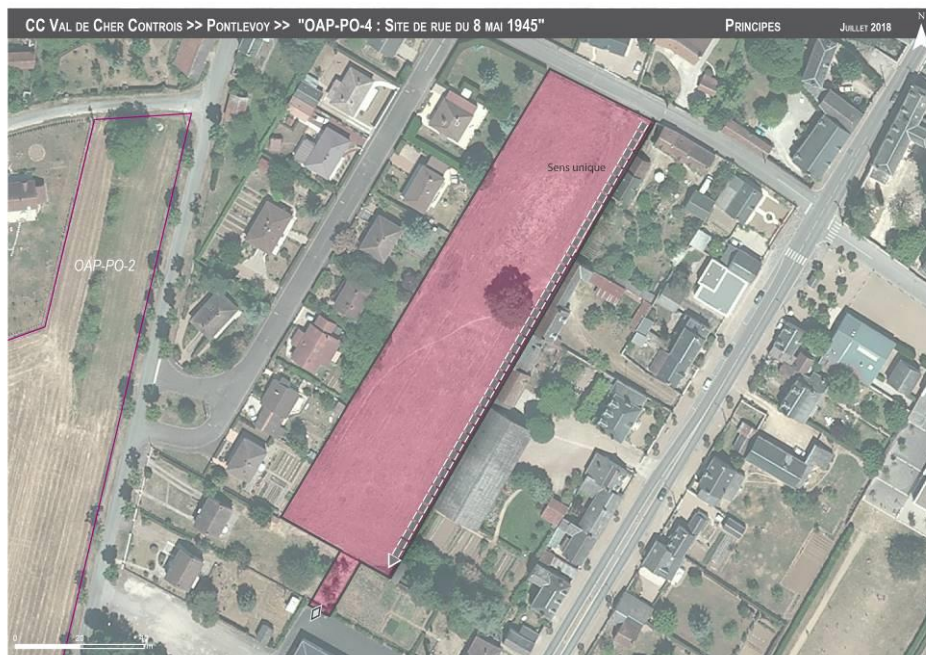 CC VAL DE CHER CONTROIS >> PONTLEVOY >> "OAP-PO-4 : SITE DE RUE DU 8 MAI 1945" PRINCIPES JUILLET 2018
N
Sens unique
OAP-PO-2
0 20